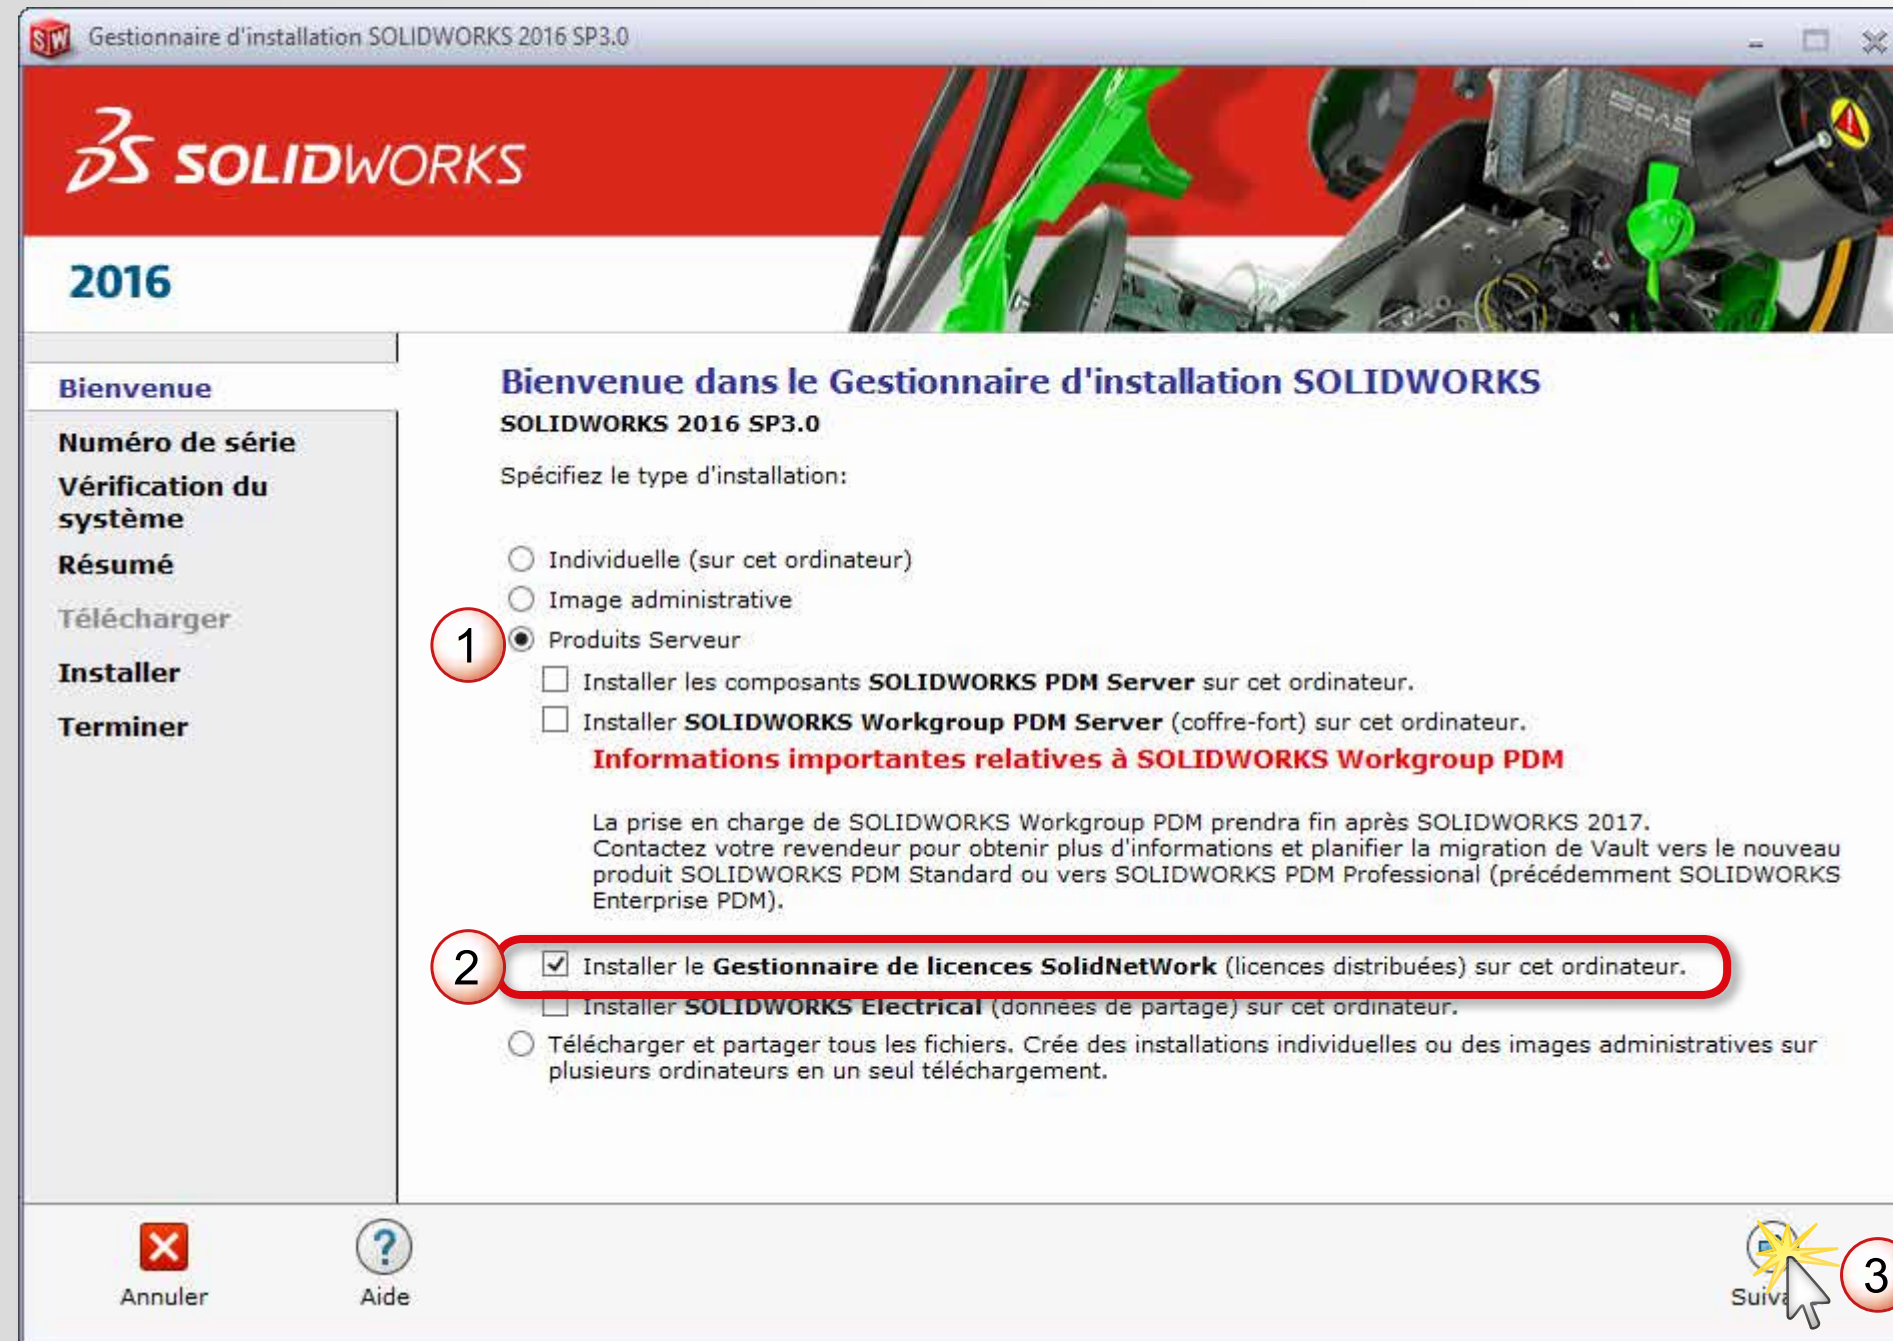 SW Gestionnaire d'installation SOLIDWORKS 2016 SP3.0
3S SOLIDWORKS
2016
Bienvenue
Numéro de série
Vérification du
système
Résumé
Télécharger
Installer
Terminer
Bienvenue dans le Gestionnaire d'installation SOLIDWORKS
SOLIDWORKS 2016 SP3.0
Spécifiez le type d'installation:
Individuelle (sur cet ordinateur)
Image administrative
1 Produits Serveur
Installer les composants SOLIDWORKS PDM Server sur cet ordinateur.
Installer SOLIDWORKS Workgroup PDM Server (coffre-fort) sur cet ordinateur.
Informations importantes relatives à SOLIDWORKS Workgroup PDM
La prise en charge de SOLIDWORKS Workgroup PDM prendra fin après SOLIDWORKS 2017.
Contactez votre revendeur pour obtenir plus d'informations et planifier la migration de Vault vers le nouveau
produit SOLIDWORKS PDM Standard ou vers SOLIDWORKS PDM Professional (précédemment SOLIDWORKS
Enterprise PDM).
2 Installer le Gestionnaire de licences SolidNetWork (licences distribuées) sur cet ordinateur.
Installer SOLIDWORKS Electrical (données de partage) sur cet ordinateur.
Télécharger et partager tous les fichiers. Crée des installations individuelles ou des images administratives sur
plusieurs ordinateurs en un seul téléchargement.
Annuler
Aide
3